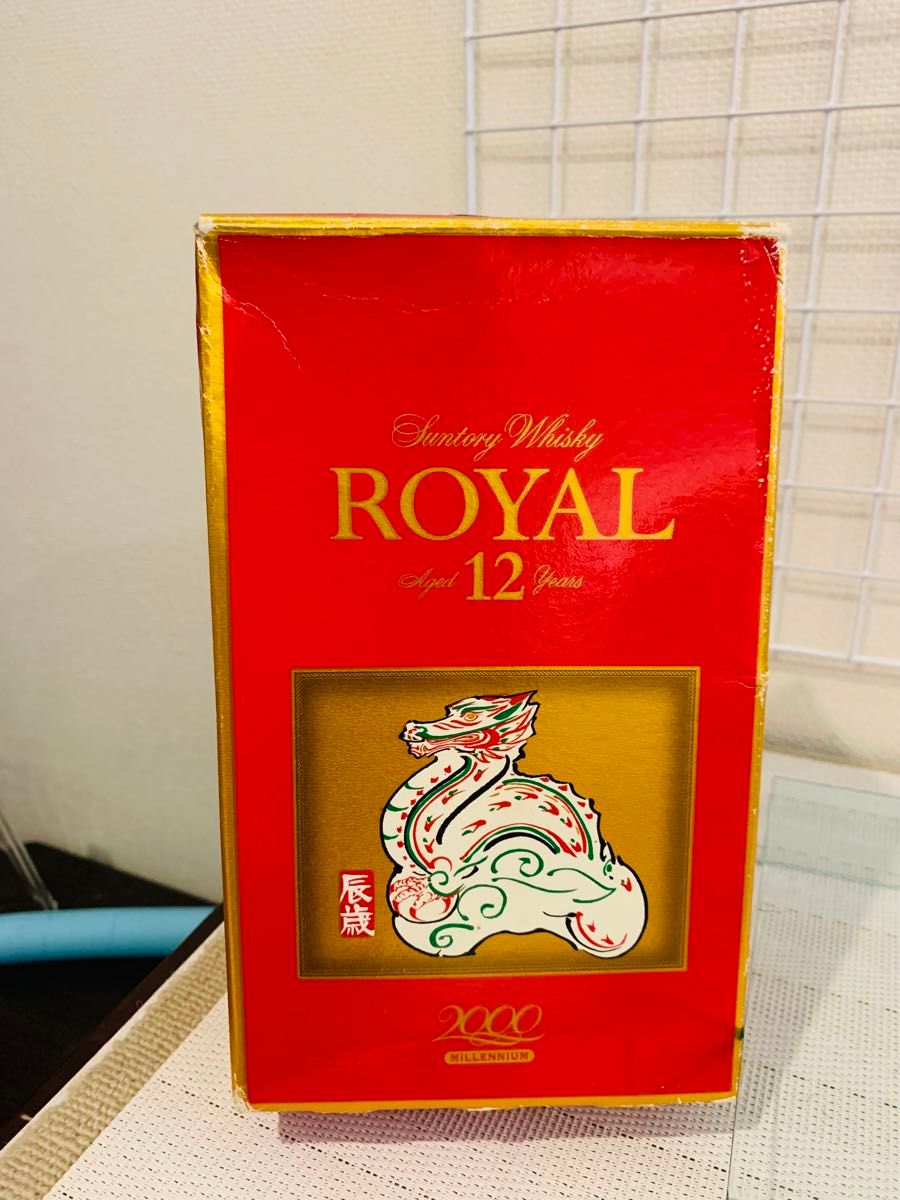 Suntory Whisky
ROYAL
Aged 12 Years
辰歳
2000
MILLENNIUM